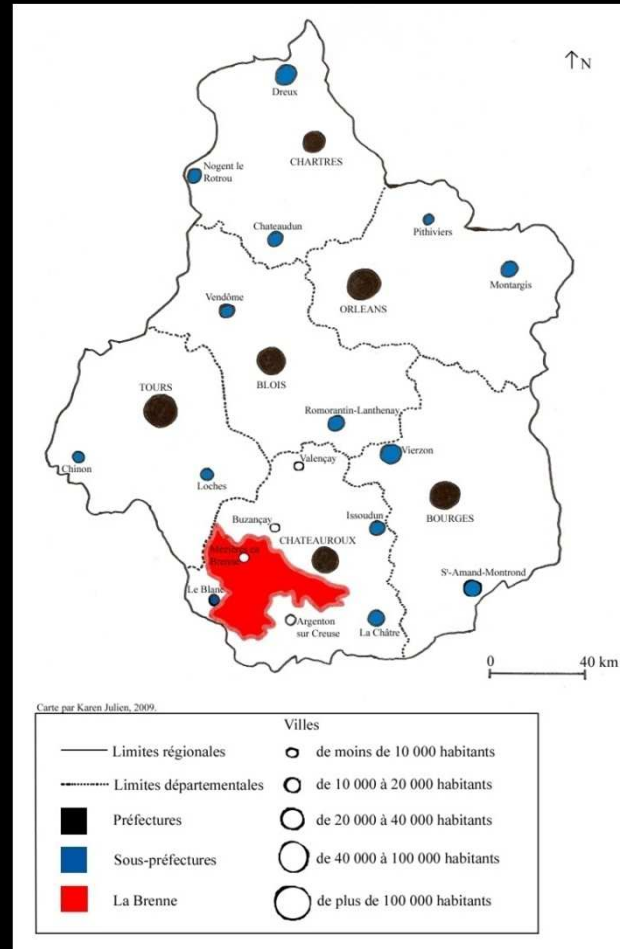 N
Dreux
CHARTRES
Nogent le
Rotrou
Chateaudun
Pithiviers
Montargis
ORLEANS
Vendôme
BLOIS
TOURS
Romorantin-Lanthenay
Vierzon
Valençay
Chinon
Loches
BOURGES
Buzançay
Issoudun
CHATEAUROUX
Mézières en
Brenne
Le Blanc
St-Amand-Montrond
Argenton
sur Creuse
La Châtre
0 40 km
Carte par Karen Julien, 2009.
Villes
Limites régionales
de moins de 10 000 habitants
Limites départementales
de 10 000 à 20 000 habitants
Préfectures
de 20 000 à 40 000 habitants
Sous-préfectures
de 40 000 à 100 000 habitants
La Brenne
de plus de 100 000 habitants